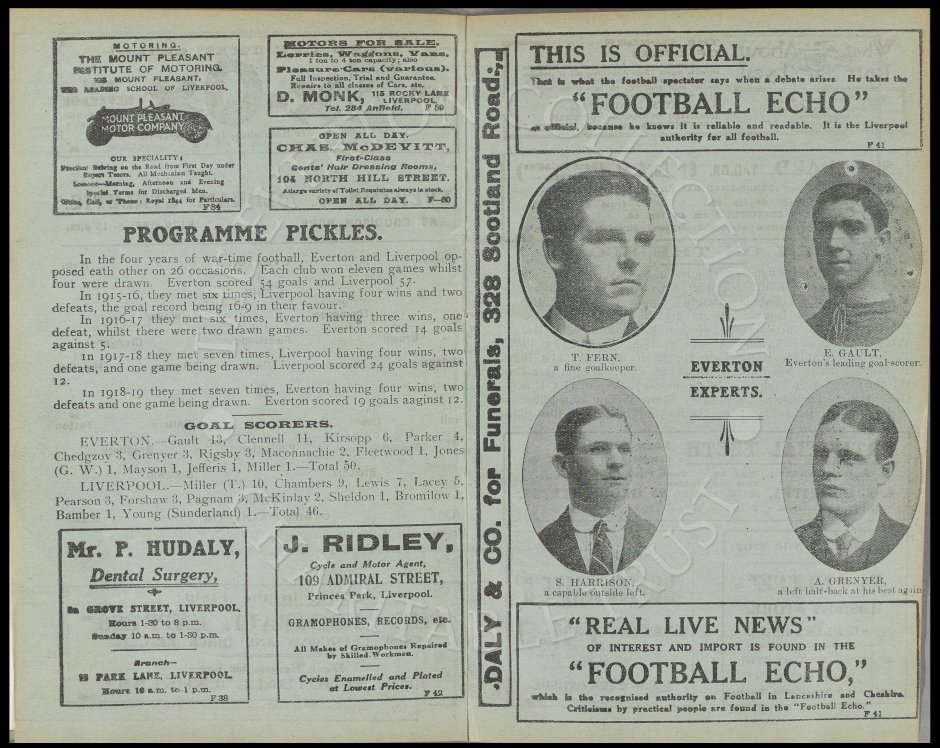 MOTORING.
THE MOUNT PLEASANT
INSTITUTE OF MOTORING.
MOUNT PLEASANT.
THE LEADING SCHOOL OF LIVERPOOL.
MOUNT PLEASANT
MOTOR COMPANY
OUR SPECIALITY:
Practical Driving on the Road from First Day under
Expert Tutors. All Mechanism Taught.
Lessons—Morning, Afternoon and Evening
Special Terms for Discharged Men.
Write, Call, or 'Phone: Royal 1944 for Particulars.
F 34
MOTORS FOR SALE.
Lorries, Waggons, Vans,
1 ton to 4 ton capacity; also
Pleasure Cars (various).
Full Inspection, Trial and Guarantee.
Repairs to all classes of Cars, etc.
D. MONK, 115 ROCKY LANE
LIVERPOOL
Tel. 284 Anfield. F 59
OPEN ALL DAY.
CHAS. McDEVITT,
First-Class
Gents' Hair Dressing Rooms,
104 NORTH HILL STREET.
A large variety of Toilet Requisites always in stock.
OPEN ALL DAY. F—60
PROGRAMME PICKLES.
In the four years of war-time football, Everton and Liverpool op-
posed eath other on 26 occasions. Each club won eleven games whilst
four were drawn. Everton scored 54 goals and Liverpool 57.
In 1915-16, they met six times, Liverpool having four wins and two
defeats, the goal record being 16-9 in their favour.
In 1916-17 they met six times, Everton having three wins, one
defeat, whilst there were two drawn games. Everton scored 14 goals
against 5.
In 1917-18 they met seven times, Liverpool having four wins, two
defeats, and one game being drawn. Liverpool scored 24 goals against
12.
In 1918-19 they met seven times, Everton having four wins, two
defeats and one game being drawn. Everton scored 19 goals aaginst 12.
GOAL SCORERS.
EVERTON.—Gault 13, Clennell 11, Kirsopp 6, Parker 4,
Chedgzoy 3, Grenyer 3, Rigsby 3, Maconnachie 2, Fleetwood 1, Jones
(G. W.) 1, Mayson 1, Jefferis 1, Miller 1.—Total 50.
LIVERPOOL.—Miller (T.) 10, Chambers 9, Lewis 7, Lacey 5,
Pearson 3, Forshaw 3, Pagnam 3, McKinlay 2, Sheldon 1, Bromilow 1,
Bamber 1, Young (Sunderland) 1.—Total 46.
Mr. P. HUDALY,
Dental Surgery,
GROVE STREET, LIVERPOOL.
Hours 1-30 to 8 p.m.
Sunday 10 a.m. to 1-30 p.m.
Branch—
PARK LANE, LIVERPOOL.
Hours 10 a.m. to 1 p.m.
F 38
J. RIDLEY,
Cycle and Motor Agent,
109 ADMIRAL STREET,
Princes Park, Liverpool.
GRAMOPHONES, RECORDS, etc.
All Makes of Gramophones Repaired
by Skilled Workmen.
Cycles Enamelled and Plated
at Lowest Prices.
F 42
DALY & CO. for Funerals, 328 Scotland Road.
THIS IS OFFICIAL.
That is what the football spectater says when a debate arises. He takes the
"FOOTBALL ECHO"
as official, because he knows it is reliable and readable. It is the Liverpool
authority for all football.
F 41
T. FERN,
a fine goalkeeper.
E. GAULT,
Everton's leading goal-scorer.
EVERTON
EXPERTS.
S. HARRISON,
a capable outside left.
A. GRENYER,
a left half-back at his best again
"REAL LIVE NEWS"
OF INTEREST AND IMPORT IS FOUND IN THE
"FOOTBALL ECHO,"
which is the recognised authority on Football in Lancashire and Cheshire.
Criticisms by practical people are found in the "Football Echo."
F 41